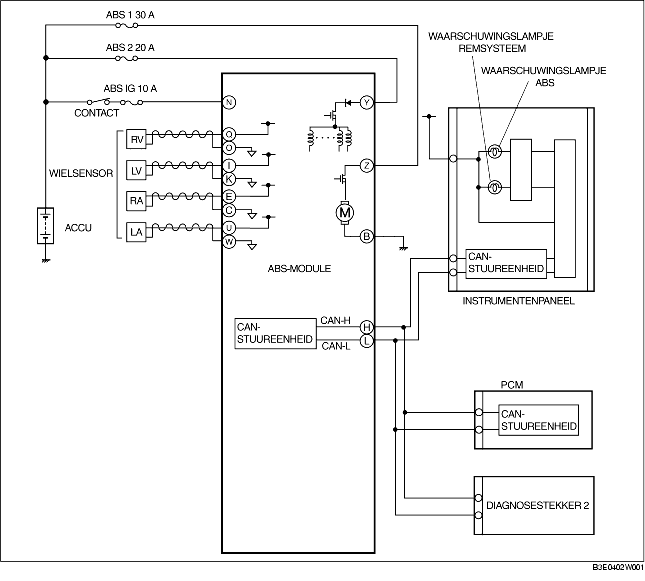 ABS 1 30 A
ABS 2 20 A
ABS IG 10 A
CONTACT
WIELSENSOR
RV
LV
RA
LA
ACCU
N
Q
O
I
K
E
C
U
W
Y
Z
M
B
ABS-MODULE
CAN-
STUUREENHEID
CAN-H
CAN-L
H
L
WAARSCHUWINGSLAMPJE
REMSYSTEEM
WAARSCHUWINGSLAMPJE
ABS
CAN-
STUUREENHEID
INSTRUMENTENPANEEL
PCM
CAN-
STUUREENHEID
DIAGNOSESTEKKER 2
B3E0402W001